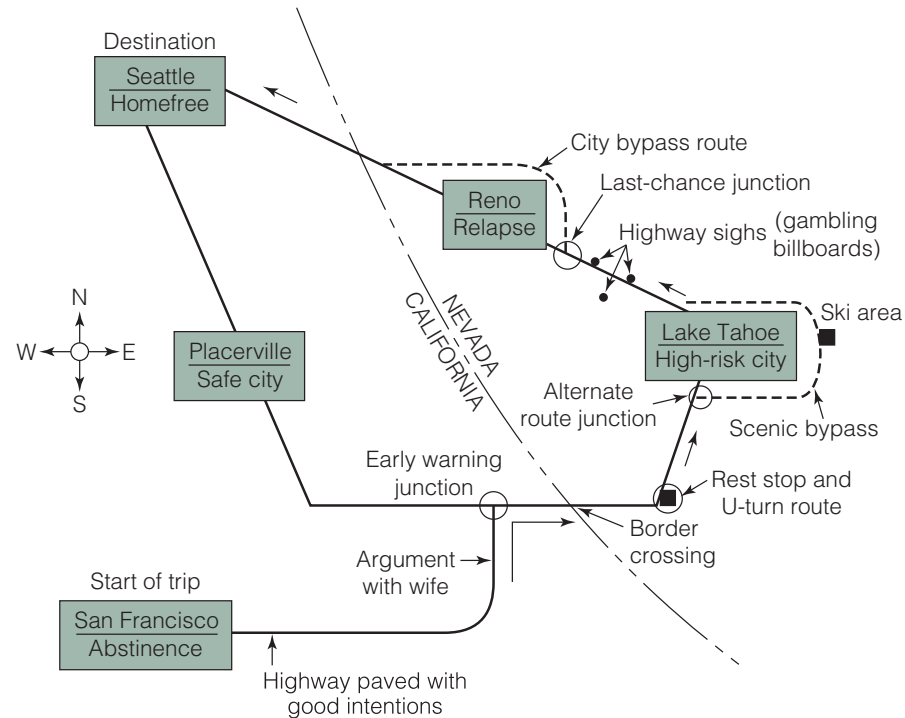 Destination
Seattle
Homefree
City bypass route
Last-chance junction
Reno
Relapse
Highway sighs
(gambling
billboards)
NEVADA
CALIFORNIA
N
W
E
S
Placerville
Safe city
Lake Tahoe
High-risk city
Ski area
Alternate
route junction
Scenic bypass
Early warning
junction
Rest stop and
U-turn route
Border
crossing
Argument
with wife
Start of trip
San Francisco
Abstinence
Highway paved with
good intentions